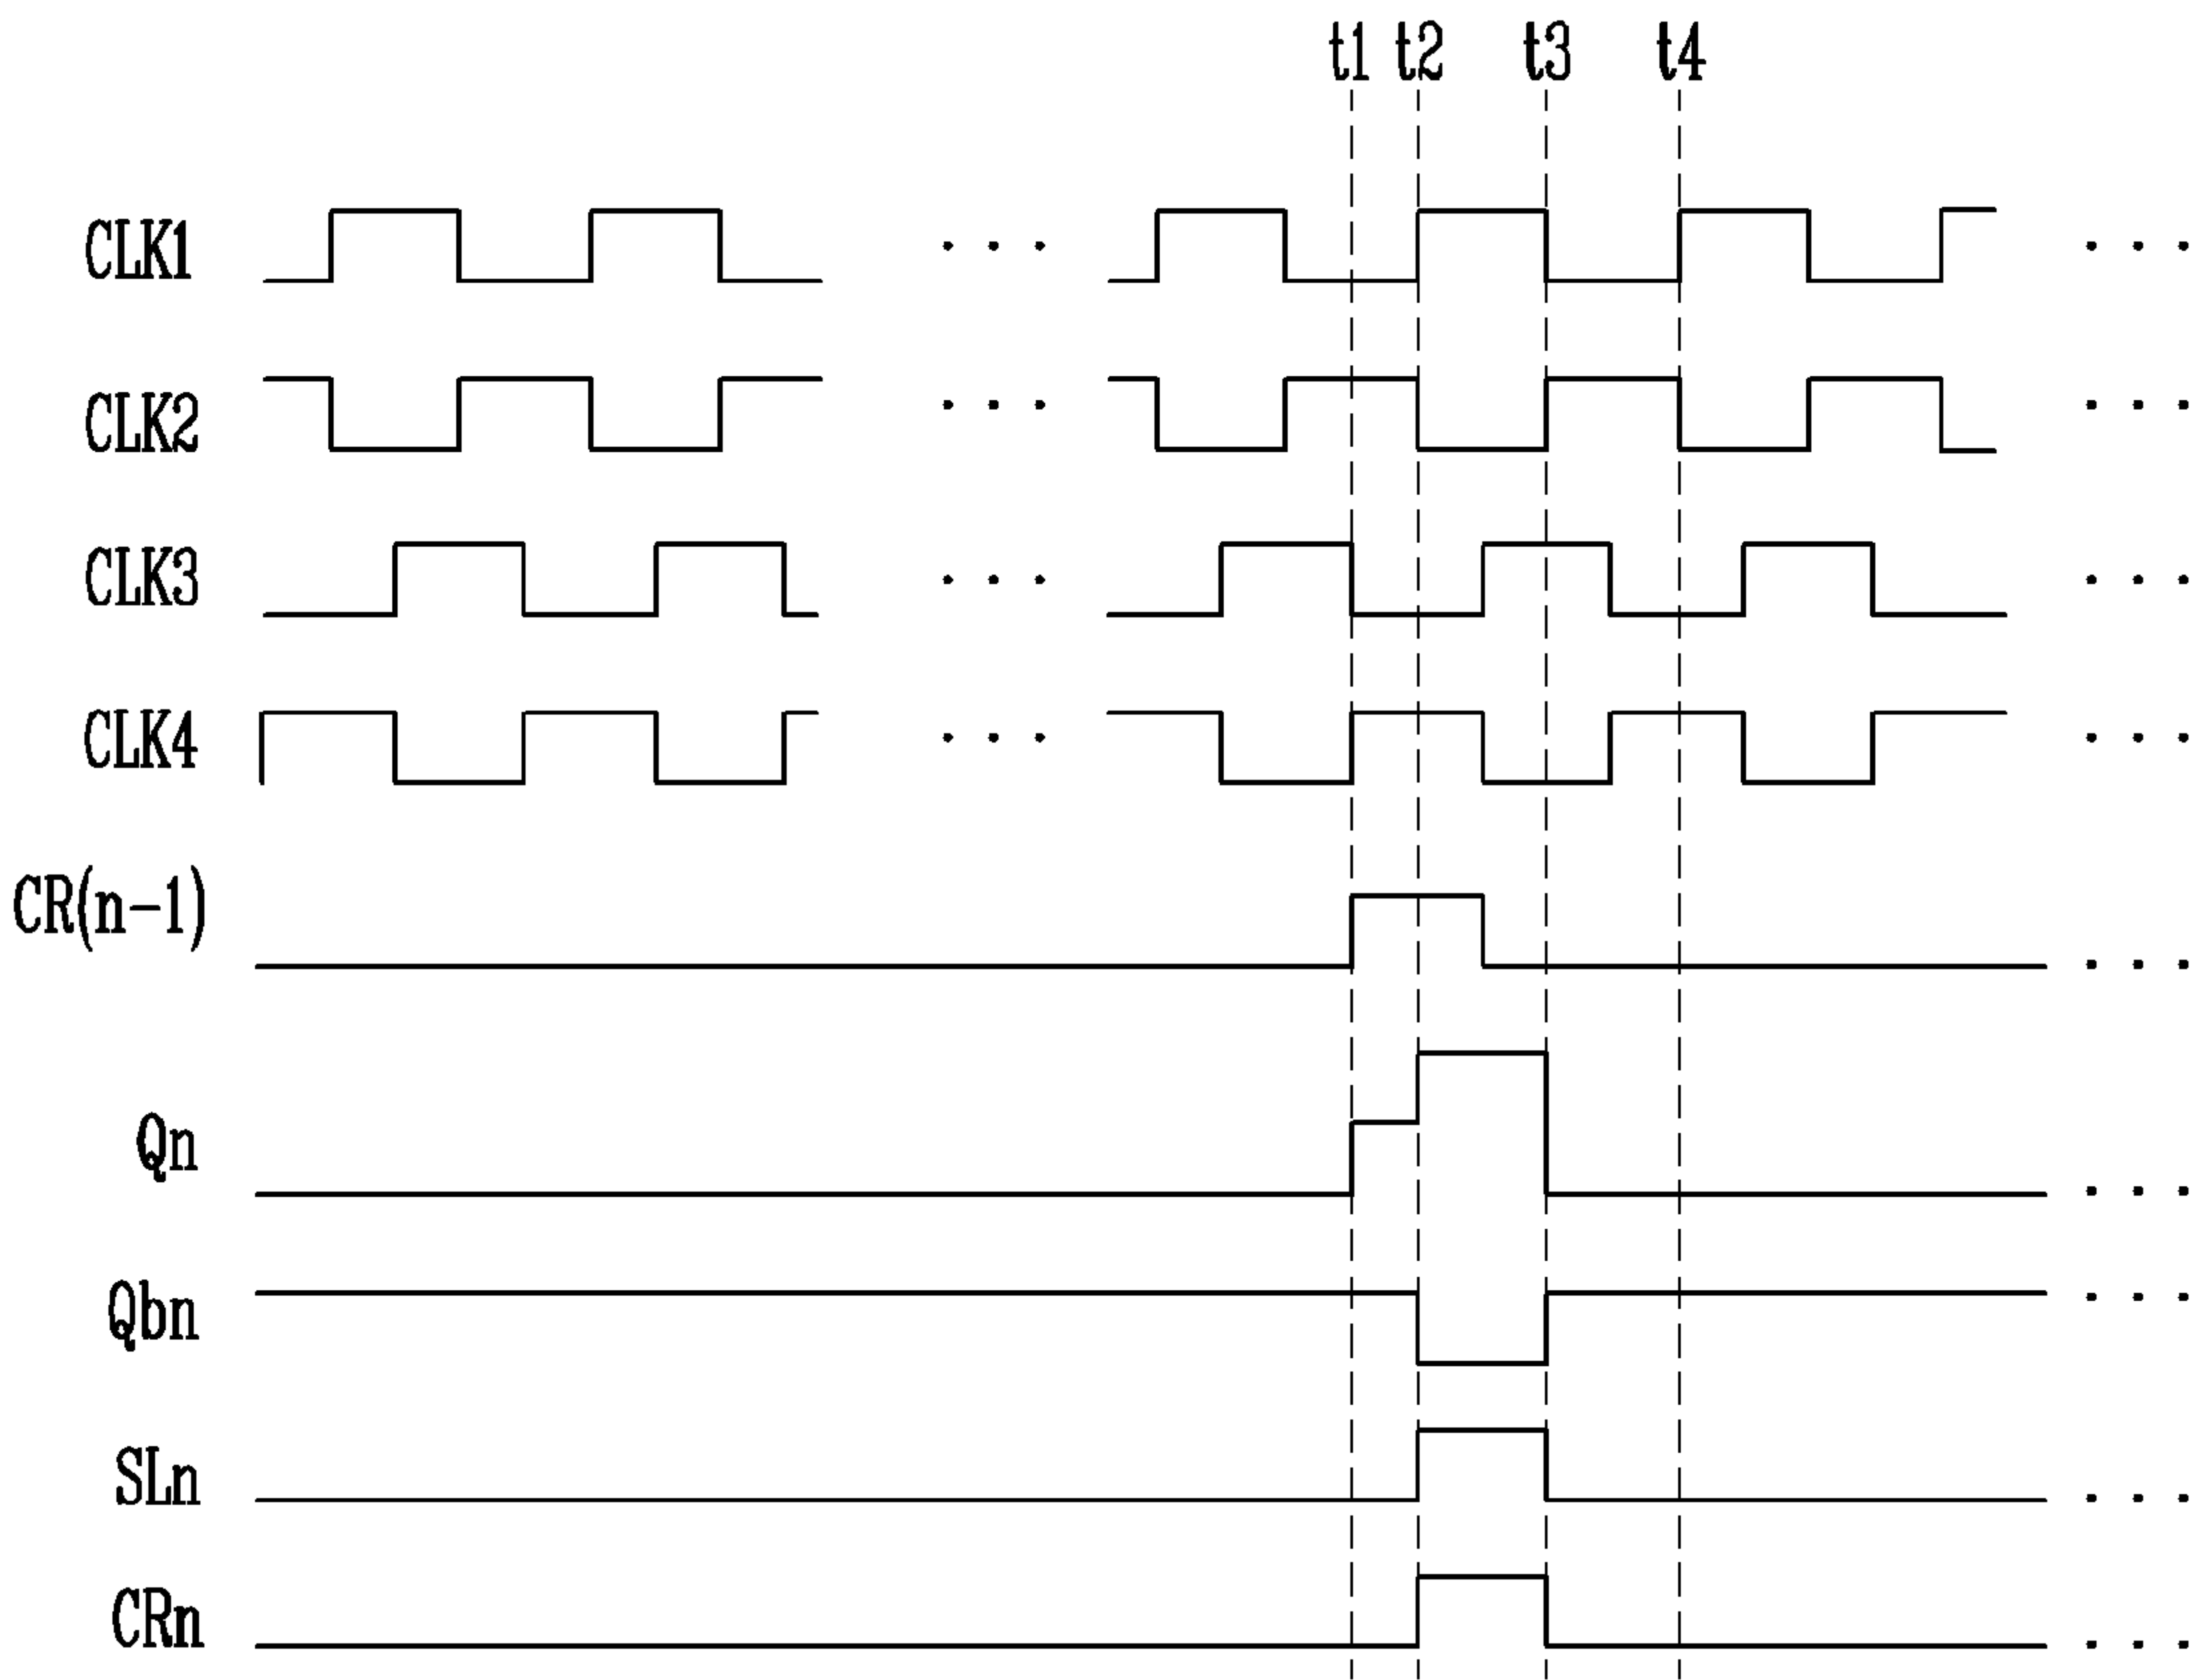 t1 t2 t3 t4
CLK1
CLK2
CLK3
CLK4
CR(n-1)
Qn
Qbn
SLn
CRn